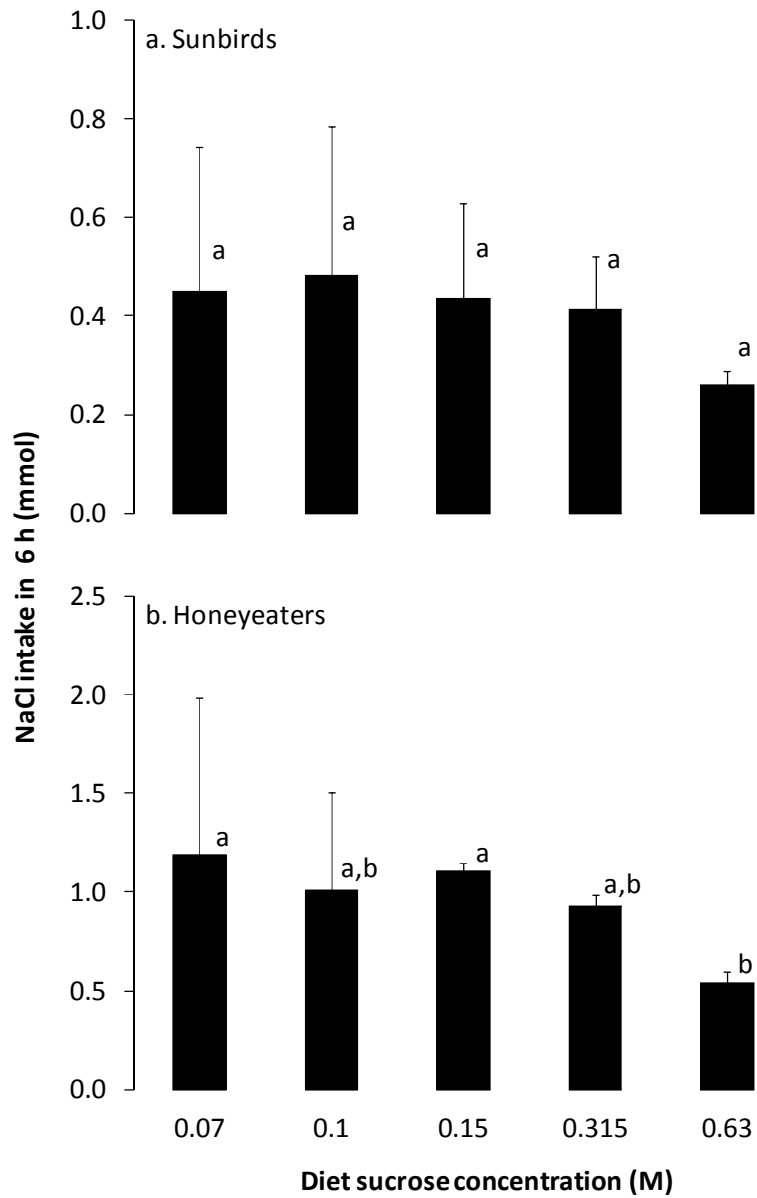 1.0
a. Sunbirds
0.8
0.6
a
a
a
a
0.4
a
0.2
0.0
NaCl intake in 6 h (mmol)
2.5
b. Honeyeaters
2.0
1.5
a
a,b
a
a,b
1.0
b
0.5
0.0
0.07 0.1 0.15 0.315 0.63
Diet sucrose concentration (M)